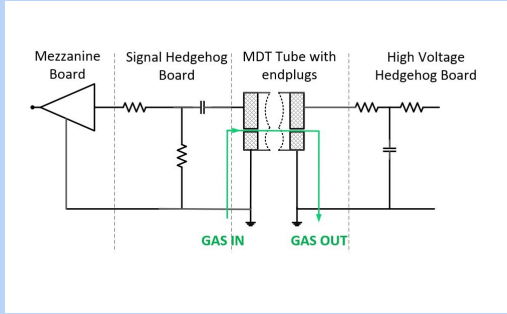 Mezzanine
Board
Signal Hedgehog
Board
MDT Tube with
endplugs
High Voltage
Hedgehog Board
GAS IN
GAS OUT